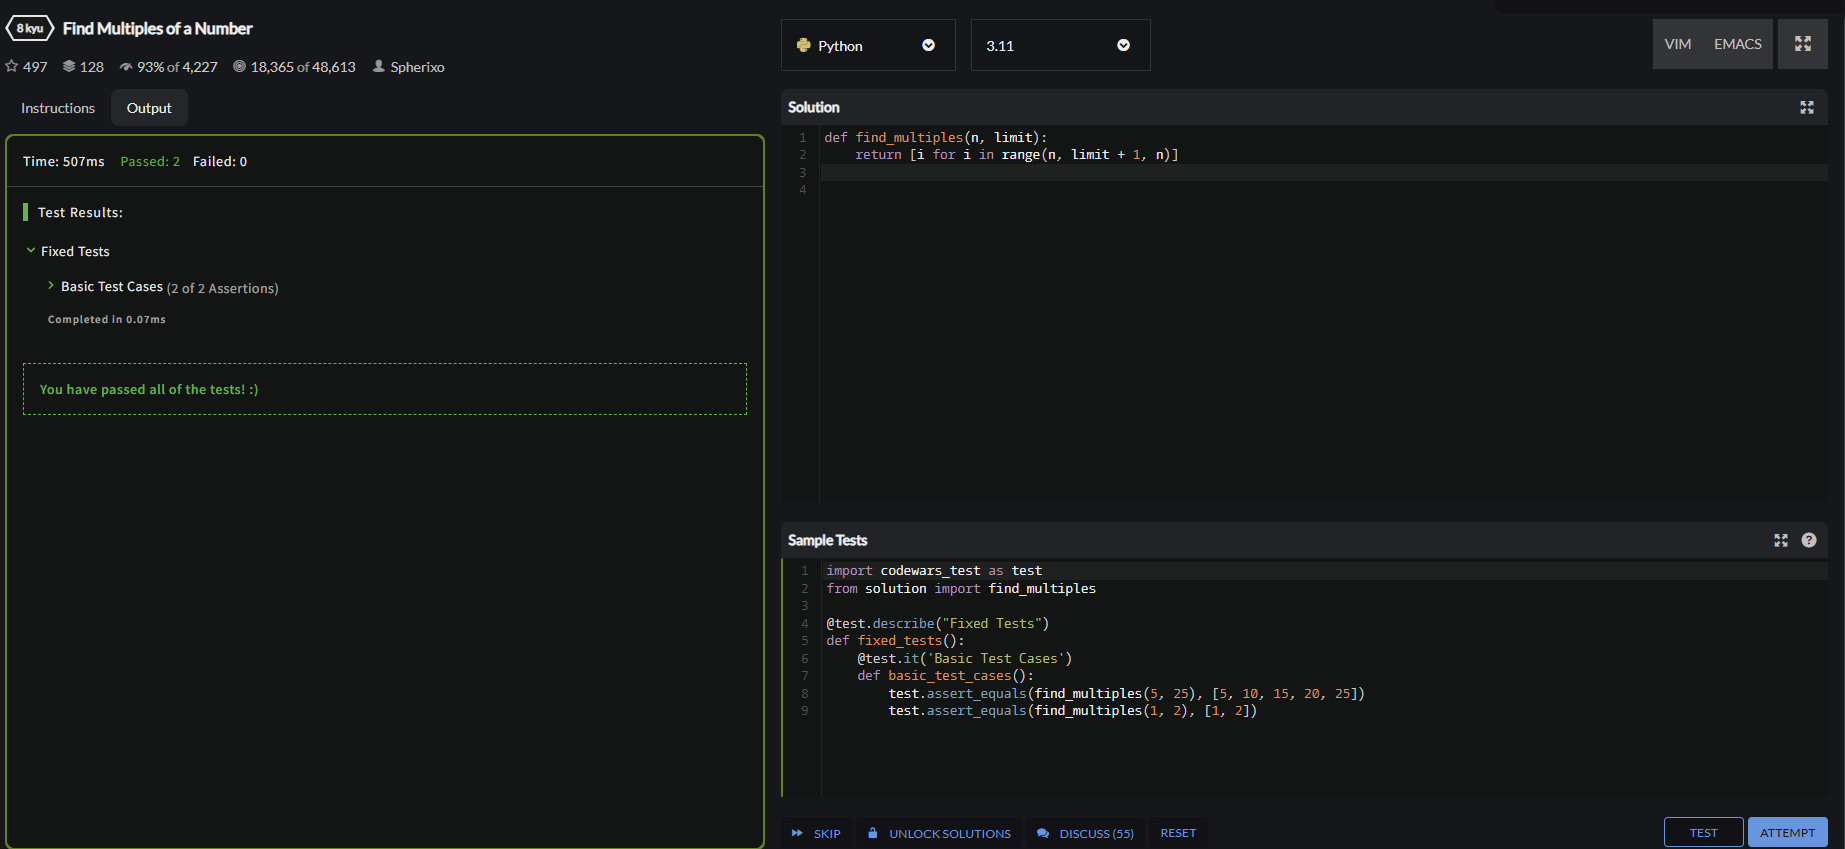 8 kyu Find Multiples of a Number
497 128 93% of 4,227 18,365 of 48,613 Spherixo
Instructions Output
Time: 507ms Passed: 2 Failed: 0
Test Results:
Fixed Tests
Basic Test Cases (2 of 2 Assertions)
Completed in 0.07ms
You have passed all of the tests! :)
Python 3.11 VIM EMACS
Solution
1 def find_multiples(n, limit):
2     return [i for i in range(n, limit + 1, n)]
3
4
Sample Tests
1 import codewars_test as test
2 from solution import find_multiples
3
4 @test.describe("Fixed Tests")
5 def fixed_tests():
6     @test.it('Basic Test Cases')
7     def basic_test_cases():
8         test.assert_equals(find_multiples(5, 25), [5, 10, 15, 20, 25])
9         test.assert_equals(find_multiples(1, 2), [1, 2])
SKIP UNLOCK SOLUTIONS DISCUSS (55) RESET TEST ATTEMPT